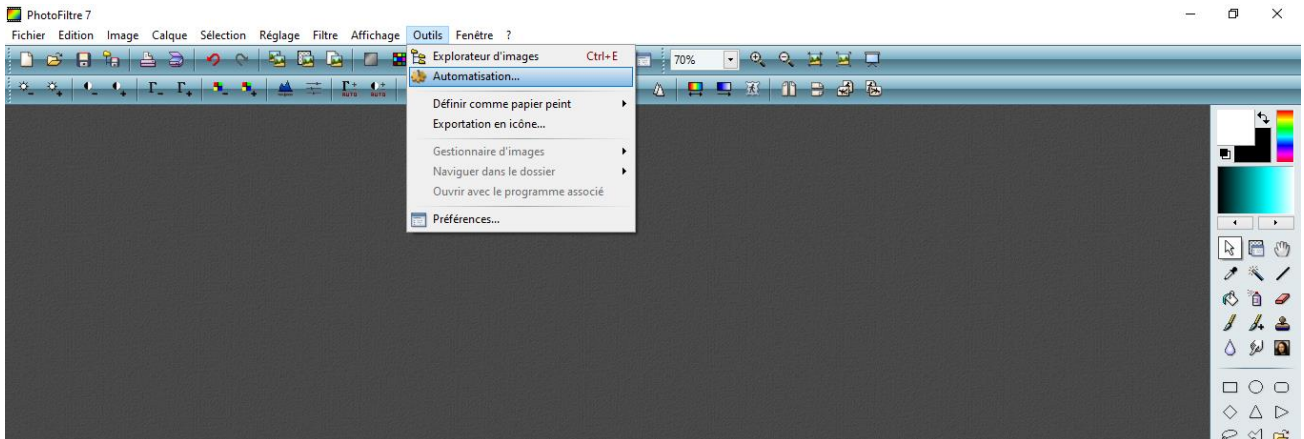 PhotoFiltre 7
Fichier Edition Image Calque Sélection Réglage Filtre Affichage Outils Fenêtre ?
70%
Explorateur d'images Ctrl+E
Automatisation...
Définir comme papier peint
Exportation en icône...
Gestionnaire d'images
Naviguer dans le dossier
Ouvrir avec le programme associé
Préférences...